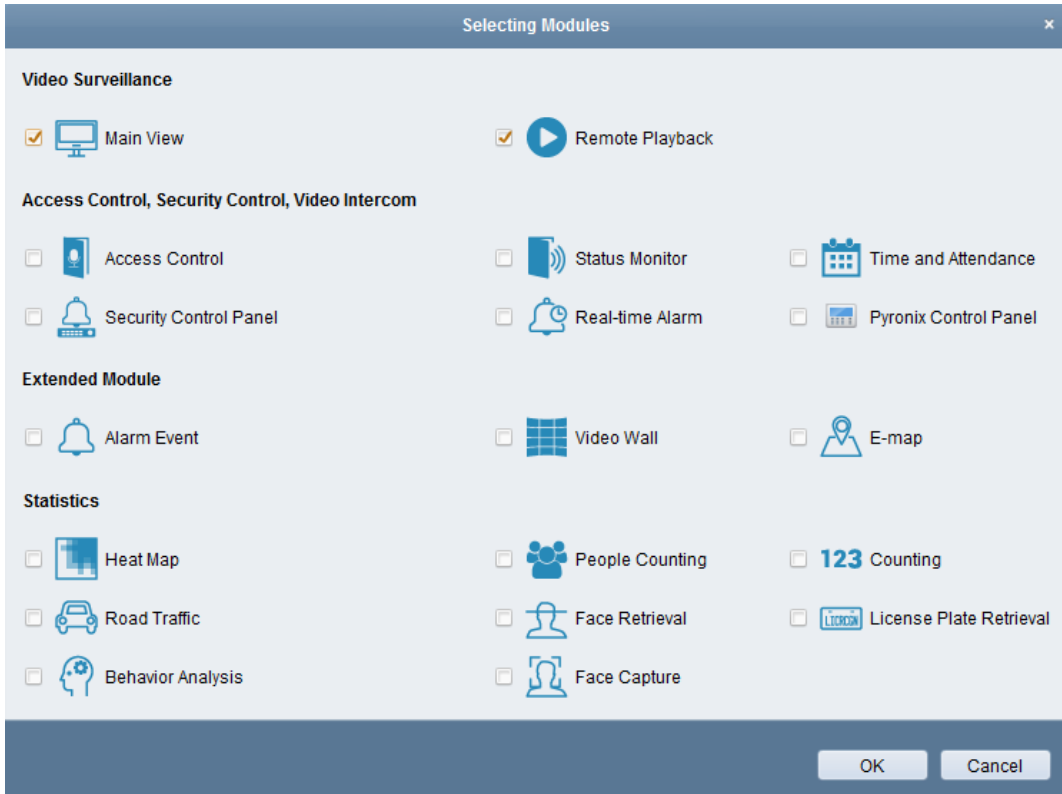 Selecting Modules
Video Surveillance
Main View
Remote Playback
Access Control, Security Control, Video Intercom
Access Control
Status Monitor
Time and Attendance
Security Control Panel
Real-time Alarm
Pyronix Control Panel
Extended Module
Alarm Event
Video Wall
E-map
Statistics
Heat Map
People Counting
123 Counting
Road Traffic
Face Retrieval
License Plate Retrieval
Behavior Analysis
Face Capture
OK
Cancel